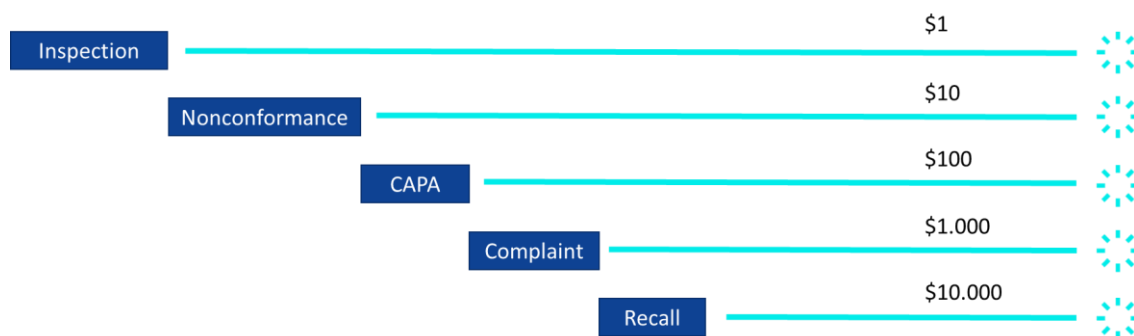 $1
Inspection
$10
Nonconformance
$100
CAPA
$1.000
Complaint
$10.000
Recall